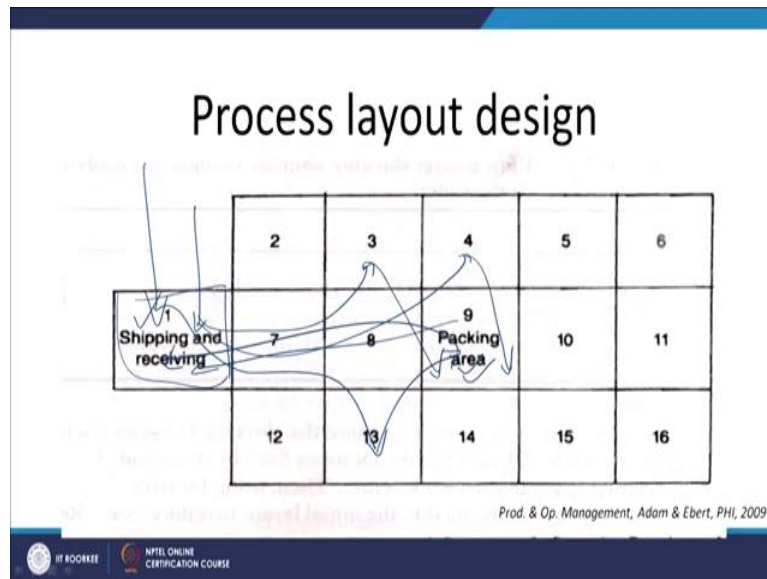 Process layout design
2 3 4 5 6
1
Shipping and
receiving
7 8
9
Packing
area
10 11
12 13 14 15 16
Prod. & Op. Management, Adam & Ebert, PHI, 2009
IIT ROORKEE
NPTEL ONLINE
CERTIFICATION COURSE